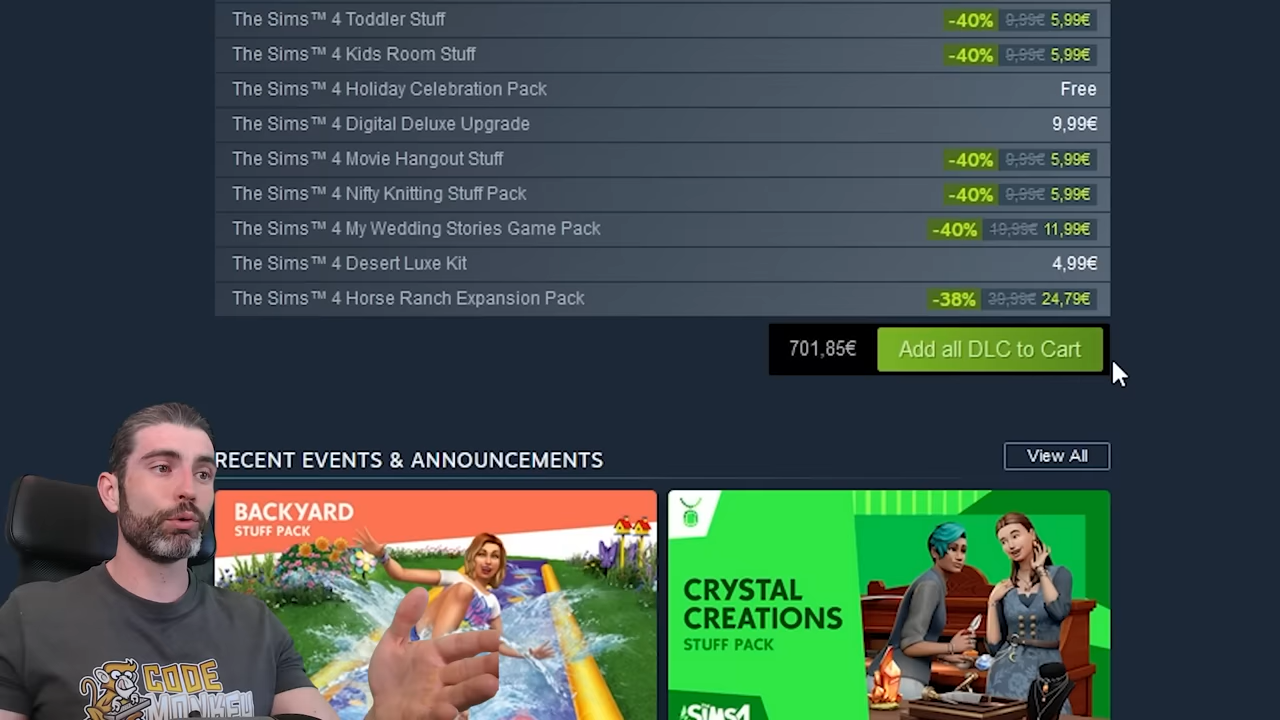 The Sims™ 4 Toddler Stuff -40% 9,99€ 5,99€
The Sims™ 4 Kids Room Stuff -40% 9,99€ 5,99€
The Sims™ 4 Holiday Celebration Pack Free
The Sims™ 4 Digital Deluxe Upgrade 9,99€
The Sims™ 4 Movie Hangout Stuff -40% 9,99€ 5,99€
The Sims™ 4 Nifty Knitting Stuff Pack -40% 9,99€ 5,99€
The Sims™ 4 My Wedding Stories Game Pack -40% 19,99€ 11,99€
The Sims™ 4 Desert Luxe Kit 4,99€
The Sims™ 4 Horse Ranch Expansion Pack -38% 39,99€ 24,79€
701,85€ Add all DLC to Cart
RECENT EVENTS & ANNOUNCEMENTS View All
BACKYARD
STUFF PACK
CRYSTAL
CREATIONS
STUFF PACK
The SIMS 4
CODE
MONKEY